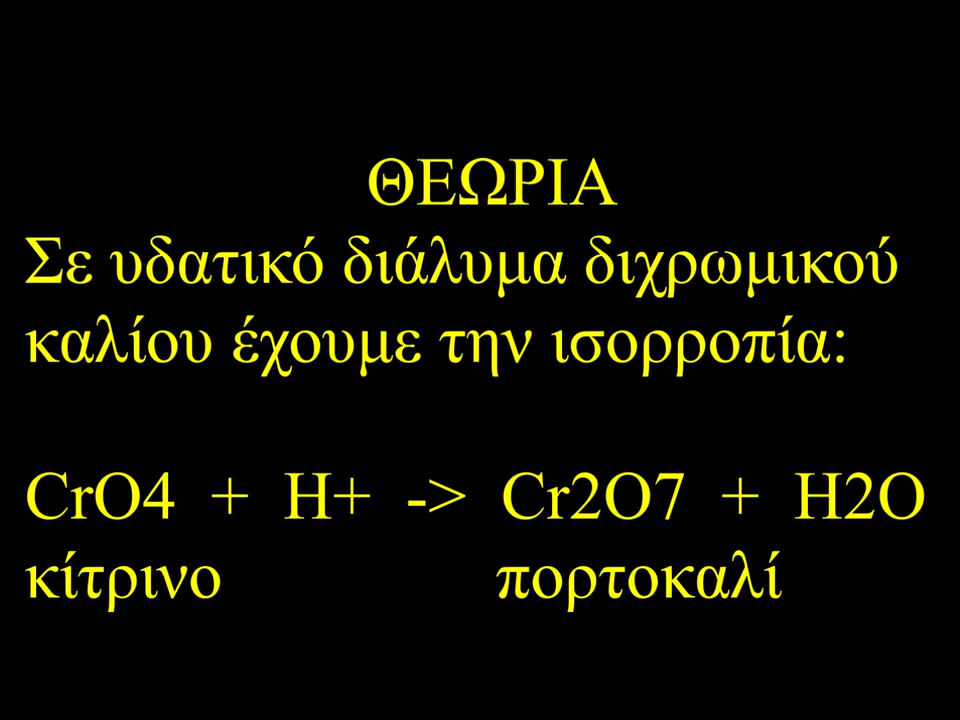 ΘΕΩΡΙΑ
Σε υδατικό διάλυμα διχρωμικού
καλίου έχουμε την ισορροπία:
CrO4 + H+ -> Cr2O7 + H2O
κίτρινο πορτοκαλί